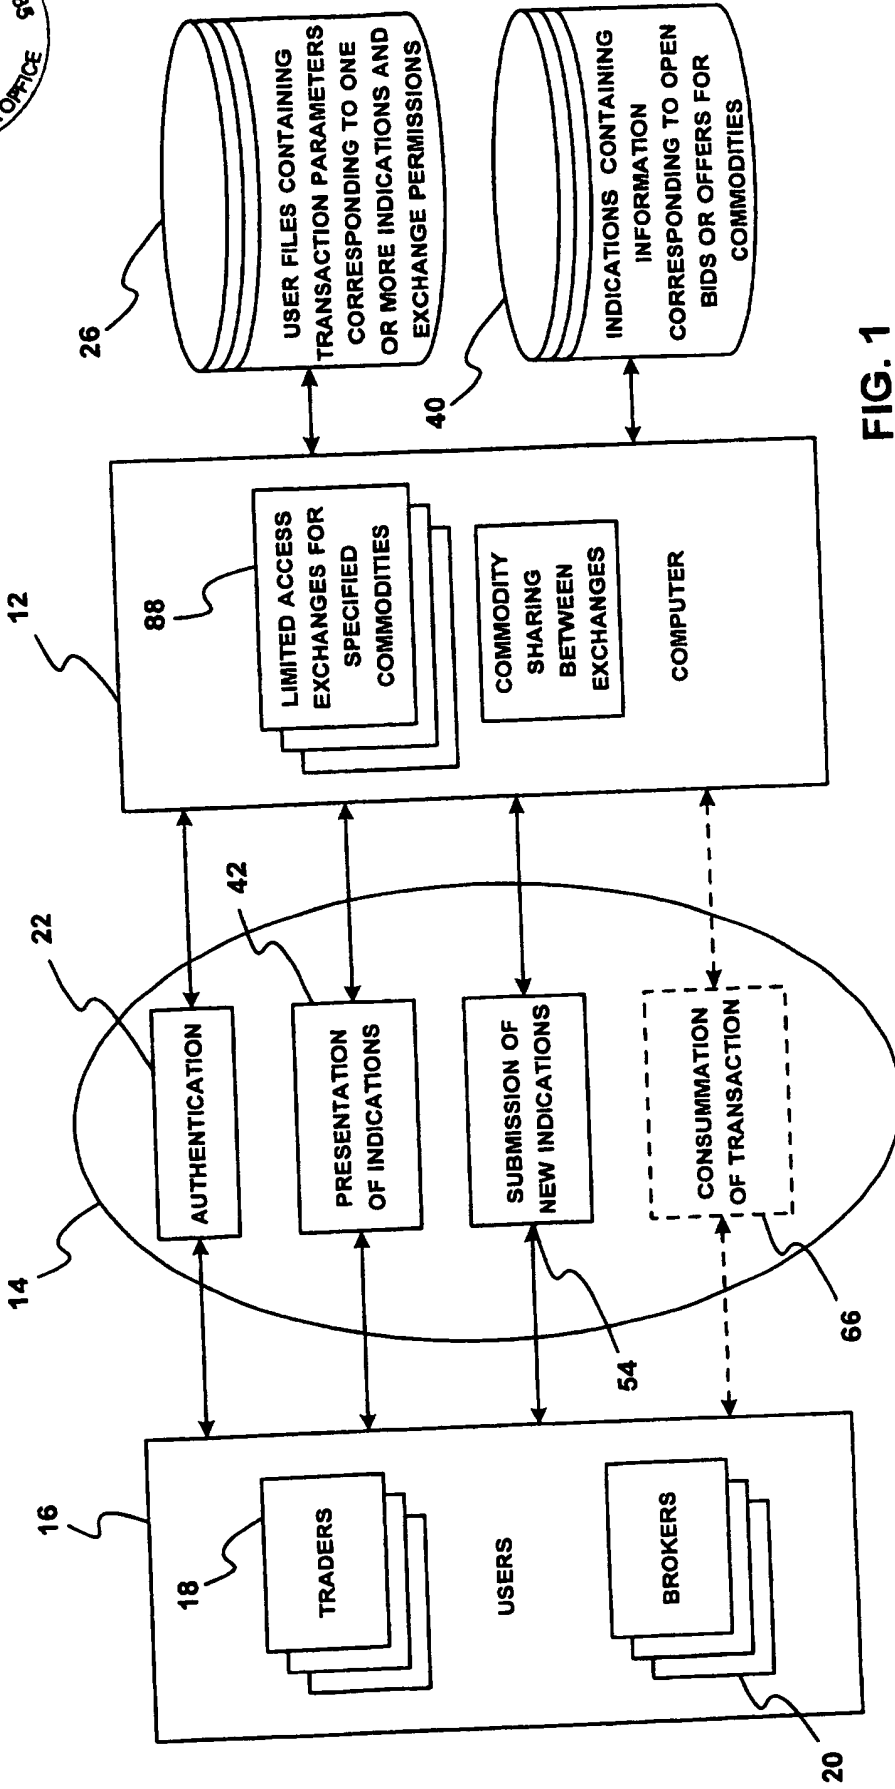 16
18
TRADERS
USERS
BROKERS
20
14
22
AUTHENTICATION
42
PRESENTATION
OF INDICATIONS
SUBMISSION OF
NEW INDICATIONS
54
CONSUMMATION
OF TRANSACTION
66
12
88
LIMITED ACCESS
EXCHANGES FOR
SPECIFIED
COMMODITIES
COMMODITY
SHARING
BETWEEN
EXCHANGES
COMPUTER
26
USER FILES CONTAINING
TRANSACTION PARAMETERS
CORRESPONDING TO ONE
OR MORE INDICATIONS AND
EXCHANGE PERMISSIONS
40
INDICATIONS CONTAINING
INFORMATION
CORRESPONDING TO OPEN
BIDS OR OFFERS FOR
COMMODITIES
FIG. 1
OFFICE